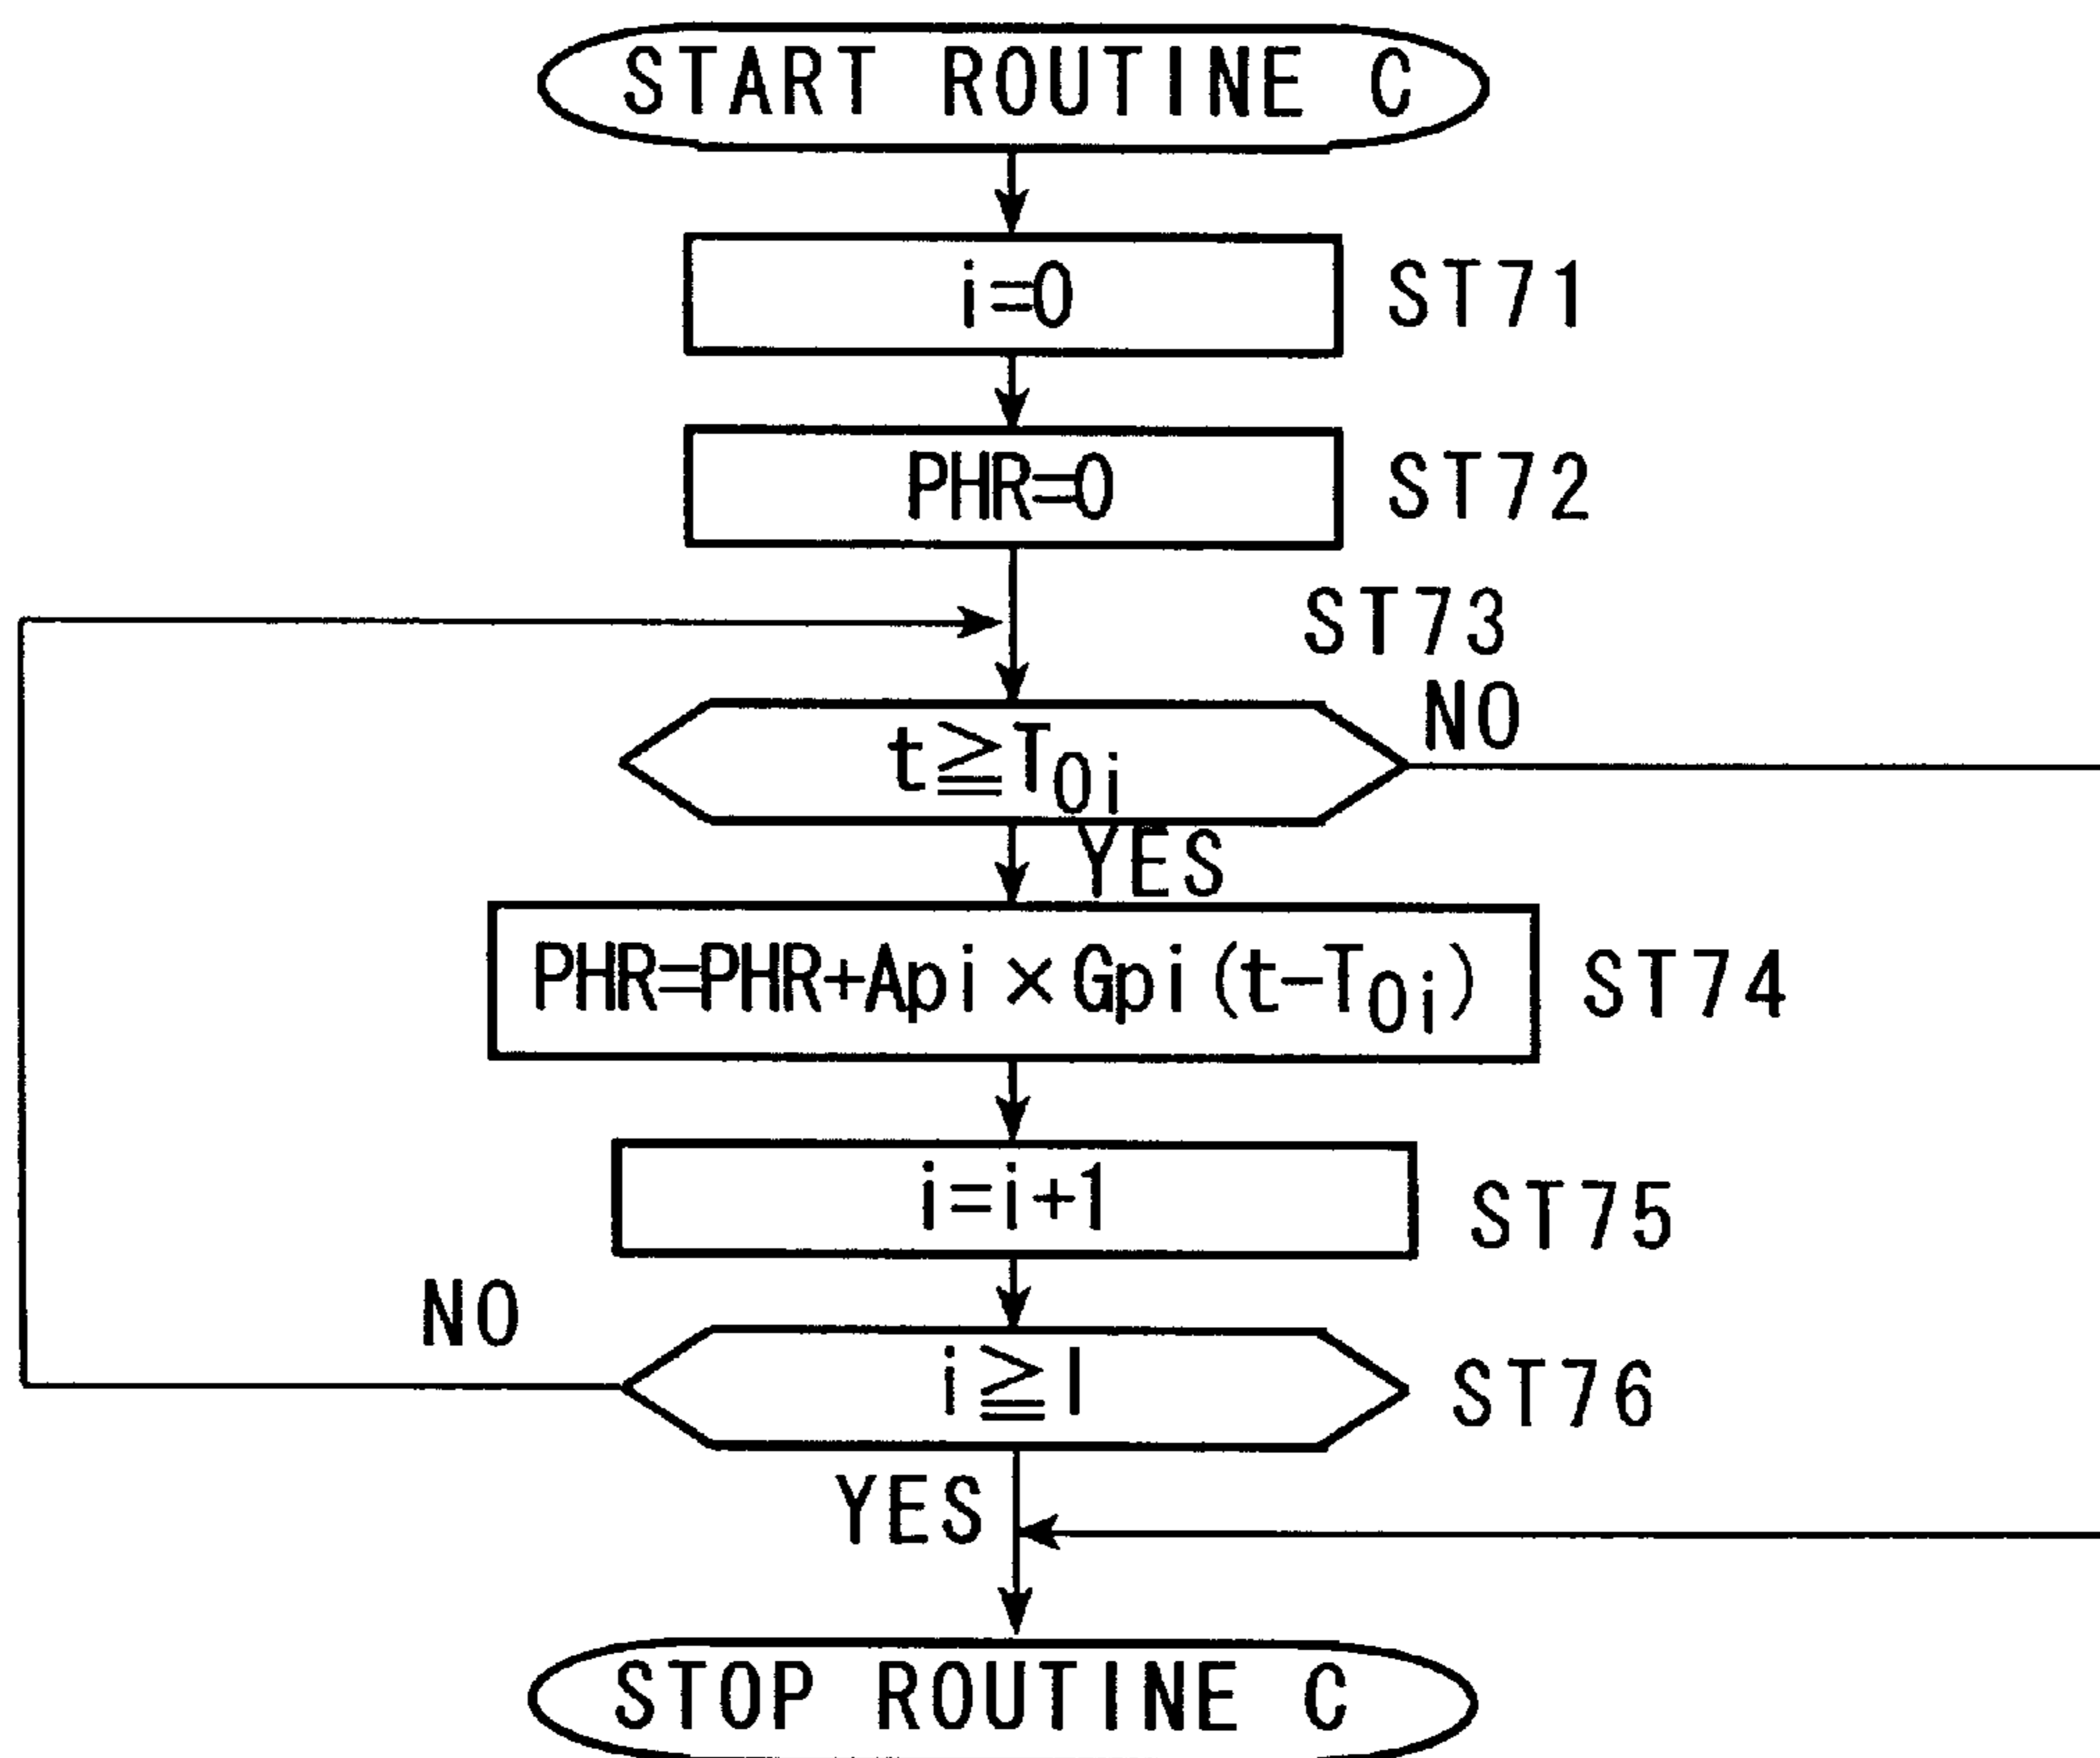 START ROUTINE C
i=0 ST71
PHR=0 ST72
ST73
NO
t≧T0i
YES
PHR=PHR+Api×Gpi(t-T0i) ST74
i=i+1 ST75
NO
i≧I ST76
YES
STOP ROUTINE C